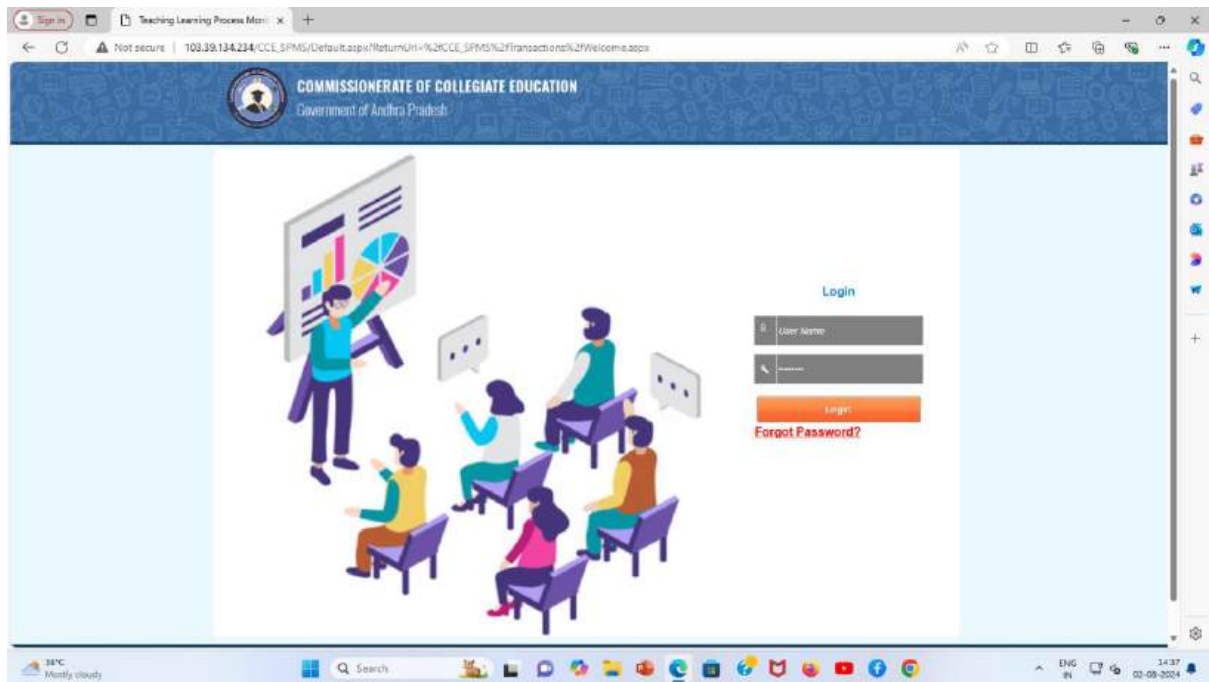 Sign in
Teaching Learning Process Moni
Not secure | 103.39.134.234/CCE_SPMS/Default.aspx?ReturnUrl=%2fCCE_SPMS%2fTransactions%2fWelcome.aspx
COMMISSIONERATE OF COLLEGIATE EDUCATION
Government of Andhra Pradesh
Login
User Name
Login
Forgot Password?
38°C
Mostly cloudy
Search
ENG
IN
14:37
02-08-2024